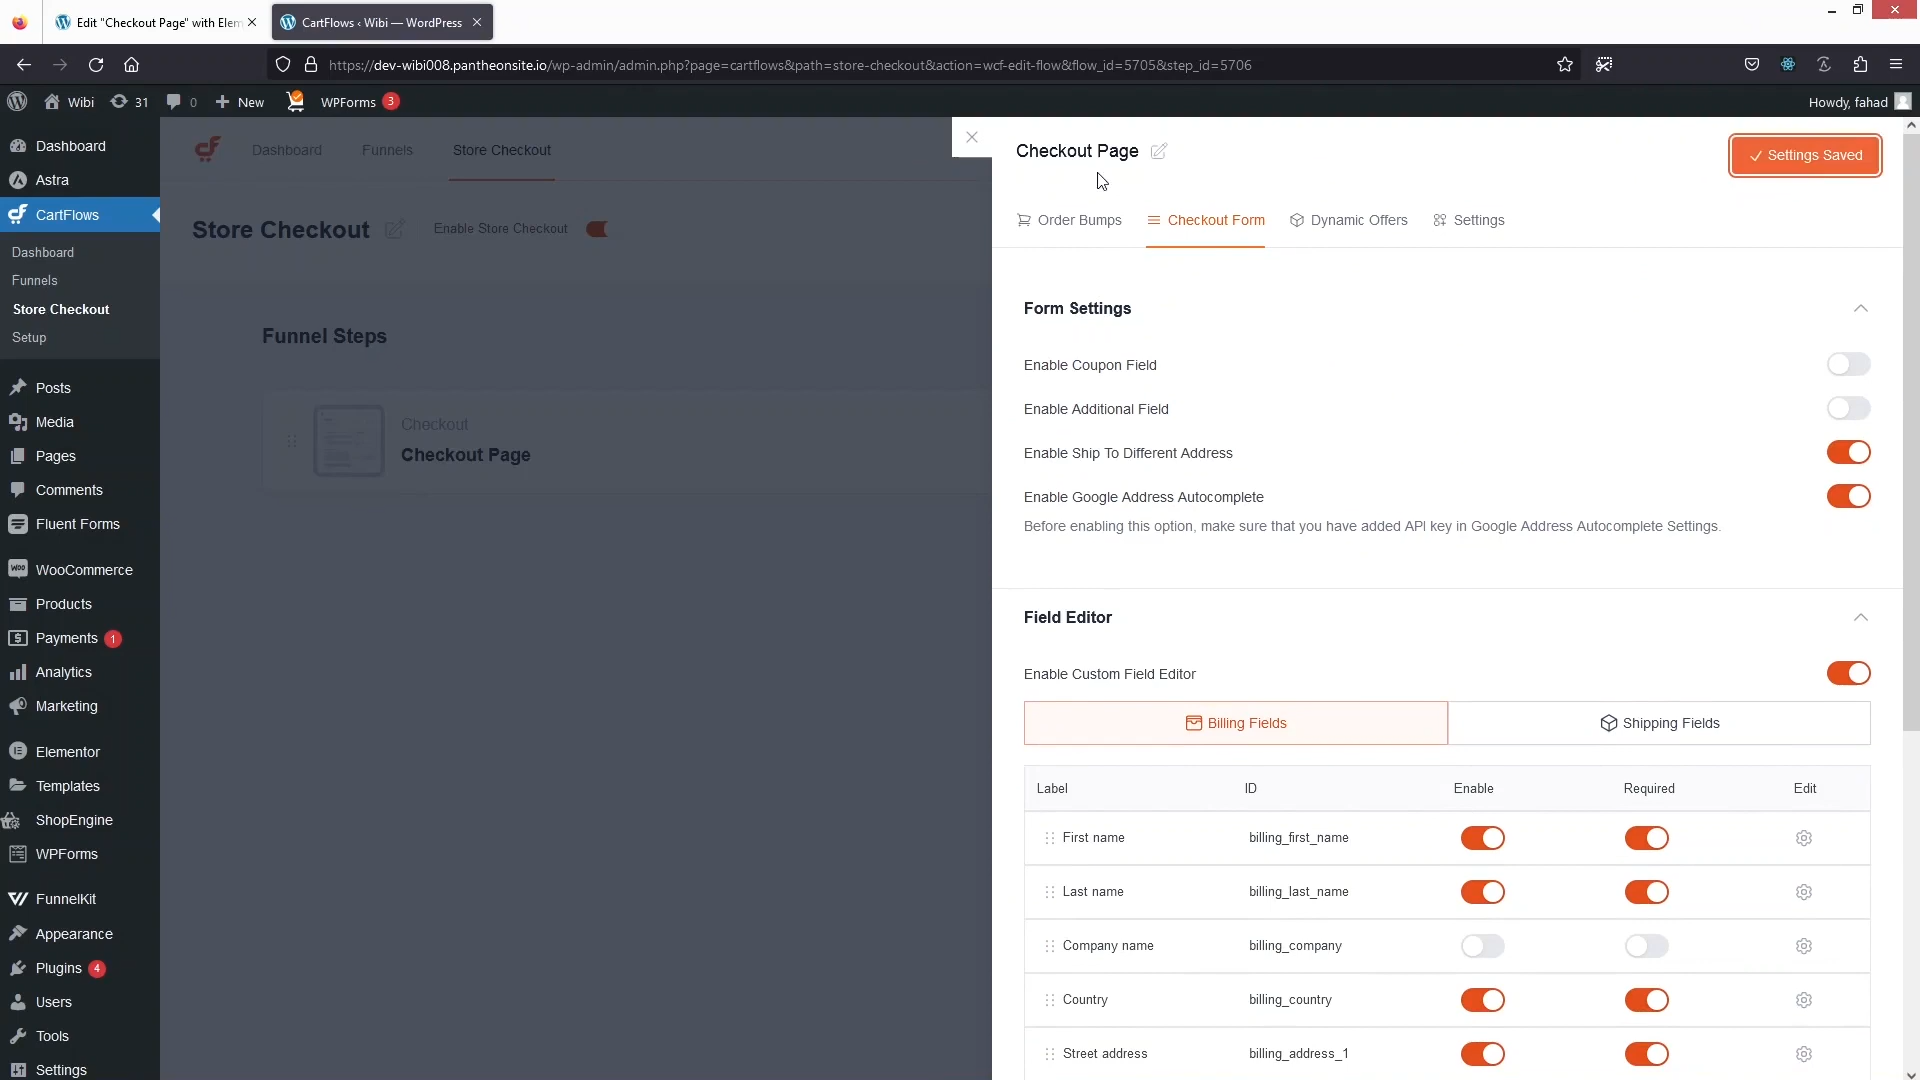 Edit "Checkout Page" with Elem
CartFlows ‹ Wibi — WordPress
https://dev-wibi008.pantheonsite.io/wp-admin/admin.php?page=cartflows&path=store-checkout&action=wcf-edit-flow&flow_id=5705&step_id=5706
Wibi 31 0 New WPForms 3 Howdy, fahad
Dashboard
Astra
CartFlows
Dashboard
Funnels
Store Checkout
Setup
Posts
Media
Pages
Comments
Fluent Forms
WooCommerce
Products
Payments 1
Analytics
Marketing
Elementor
Templates
ShopEngine
WPForms
FunnelKit
Appearance
Plugins 4
Users
Tools
Settings
Dashboard Funnels Store Checkout
Store Checkout Enable Store Checkout
Funnel Steps
Checkout
Checkout Page
Checkout Page
Settings Saved
Order Bumps Checkout Form Dynamic Offers Settings
Form Settings
Enable Coupon Field
Enable Additional Field
Enable Ship To Different Address
Enable Google Address Autocomplete
Before enabling this option, make sure that you have added API key in Google Address Autocomplete Settings.
Field Editor
Enable Custom Field Editor
Billing Fields Shipping Fields
Label ID Enable Required Edit
First name billing_first_name
Last name billing_last_name
Company name billing_company
Country billing_country
Street address billing_address_1